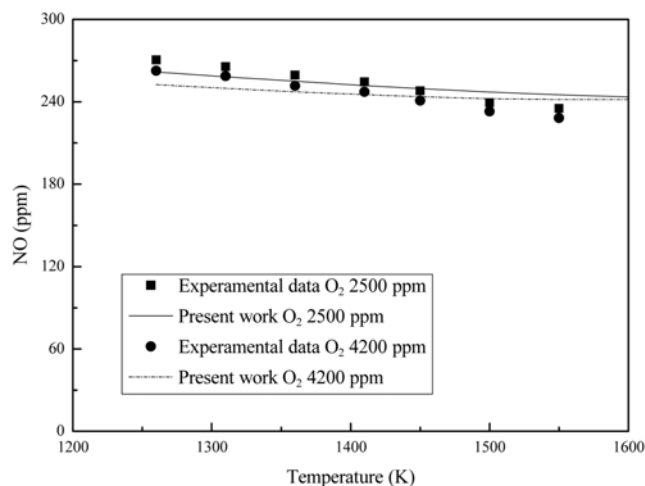 300
240
180
120
60
0
NO (ppm)
Experamental data O₂ 2500 ppm
Present work O₂ 2500 ppm
Experamental data O₂ 4200 ppm
Present work O₂ 4200 ppm
1200 1300 1400 1500 1600
Temperature (K)